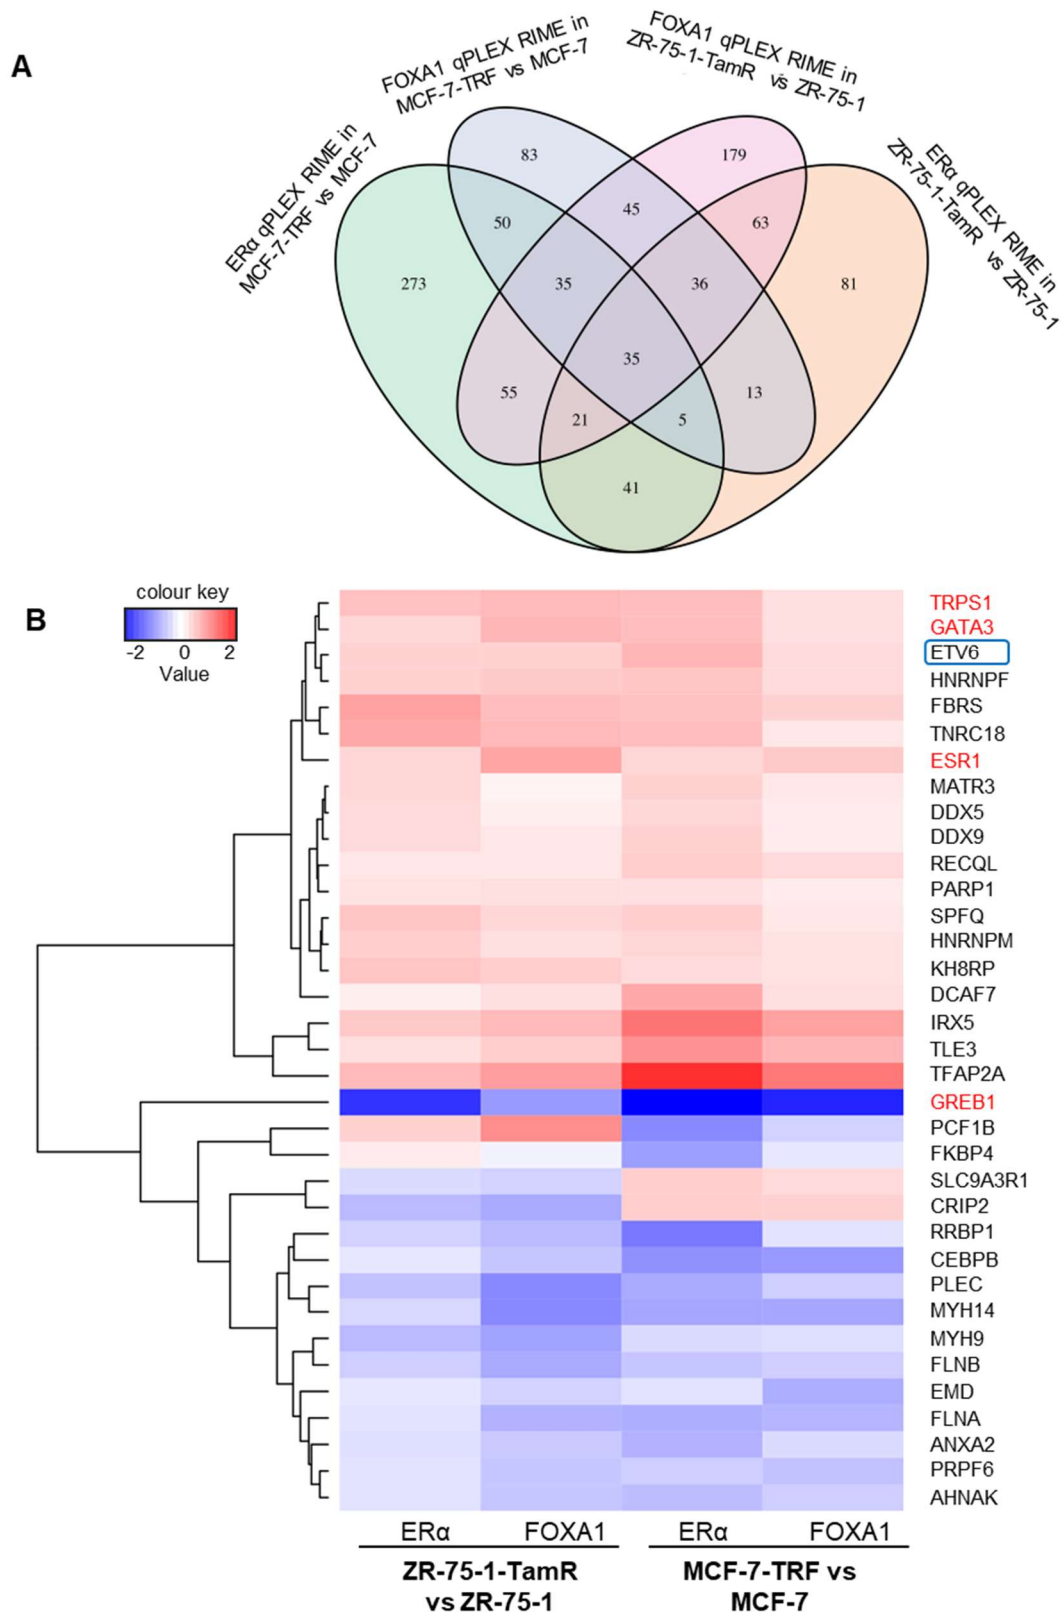 A
FOXA1 qPLEX RIME in
MCF-7-TRF vs MCF-7
FOXA1 qPLEX RIME in
ZR-75-1-TamR vs ZR-75-1
ERα qPLEX RIME in
MCF-7-TRF vs MCF-7
ERα qPLEX RIME in
ZR-75-1-TamR vs ZR-75-1
83
179
50
45
63
273
35
36
81
35
55
13
21
5
41
B
colour key
-2 0 2
Value
TRPS1
GATA3
ETV6
HNRNPF
FBRS
TNRC18
ESR1
MATR3
DDX5
DDX9
RECQL
PARP1
SPFQ
HNRNPM
KH8RP
DCAF7
IRX5
TLE3
TFAP2A
GREB1
PCF1B
FKBP4
SLC9A3R1
CRIP2
RRBP1
CEBPB
PLEC
MYH14
MYH9
FLNB
EMD
FLNA
ANXA2
PRPF6
AHNAK
ERα FOXA1 ERα FOXA1
ZR-75-1-TamR
vs ZR-75-1
MCF-7-TRF vs
MCF-7